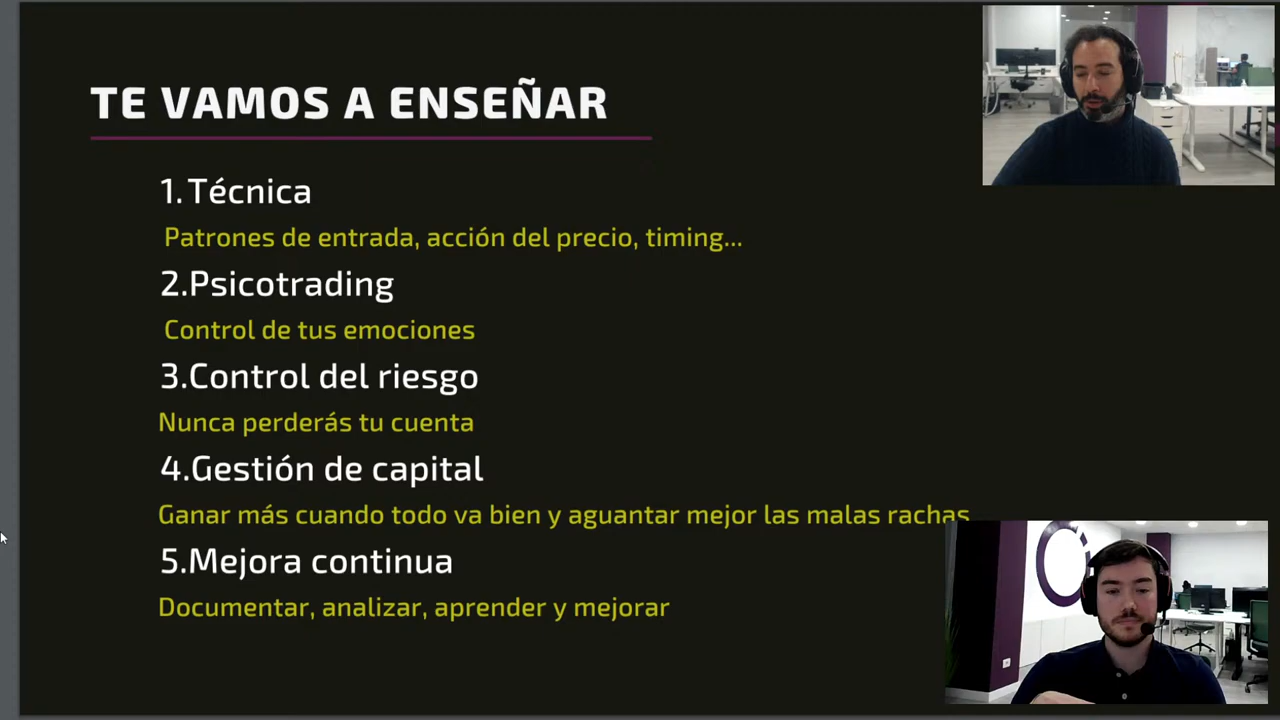 TE VAMOS A ENSEÑAR
1.Técnica
Patrones de entrada, acción del precio, timing...
2.Psicotrading
Control de tus emociones
3.Control del riesgo
Nunca perderás tu cuenta
4.Gestión de capital
Ganar más cuando todo va bien y aguantar mejor las malas rachas
5.Mejora continua
Documentar, analizar, aprender y mejorar